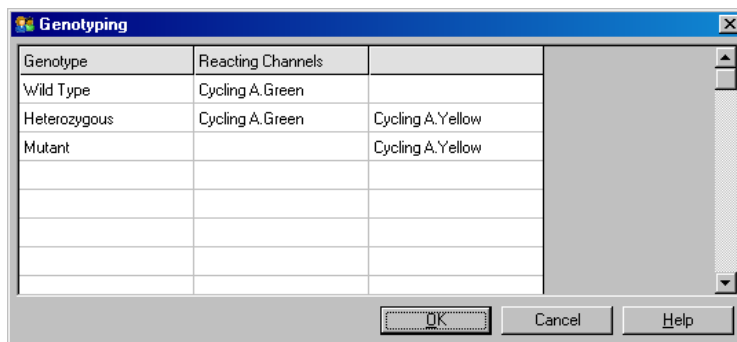 Genotyping
Genotype Reacting Channels
Wild Type Cycling A.Green
Heterozygous Cycling A.Green Cycling A.Yellow
Mutant Cycling A.Yellow
OK Cancel Help